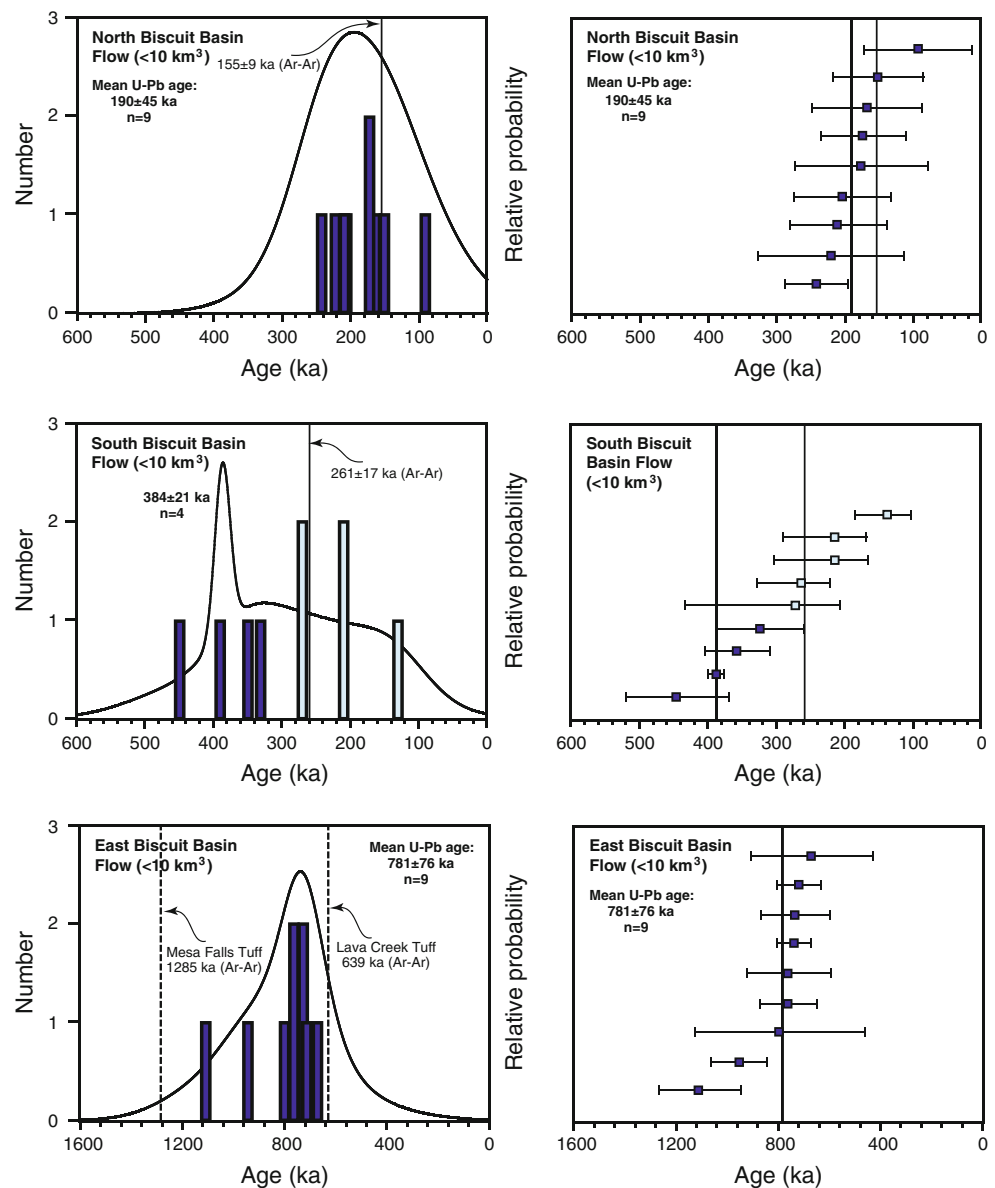 3
2
1
0
Number
North Biscuit Basin
Flow (<10 km³)
155±9 ka (Ar-Ar)
Mean U-Pb age:
190±45 ka
n=9
600 500 400 300 200 100 0
Age (ka)
Relative probability
North Biscuit Basin
Flow (<10 km³)
Mean U-Pb age:
190±45 ka
n=9
600 500 400 300 200 100 0
Age (ka)
3
2
1
0
Number
South Biscuit Basin
Flow (<10 km³)
384±21 ka
n=4
261±17 ka (Ar-Ar)
600 500 400 300 200 100 0
Age (ka)
Relative probability
South Biscuit
Basin Flow
(<10 km³)
600 500 400 300 200 100 0
Age (ka)
3
2
1
0
Number
East Biscuit Basin
Flow (<10 km³)
Mean U-Pb age:
781±76 ka
n=9
Mesa Falls Tuff
1285 ka (Ar-Ar)
Lava Creek Tuff
639 ka (Ar-Ar)
1600 1200 800 400 0
Age (ka)
Relative probability
East Biscuit Basin
Flow (<10 km³)
Mean U-Pb age:
781±76 ka
n=9
1600 1200 800 400 0
Age (ka)